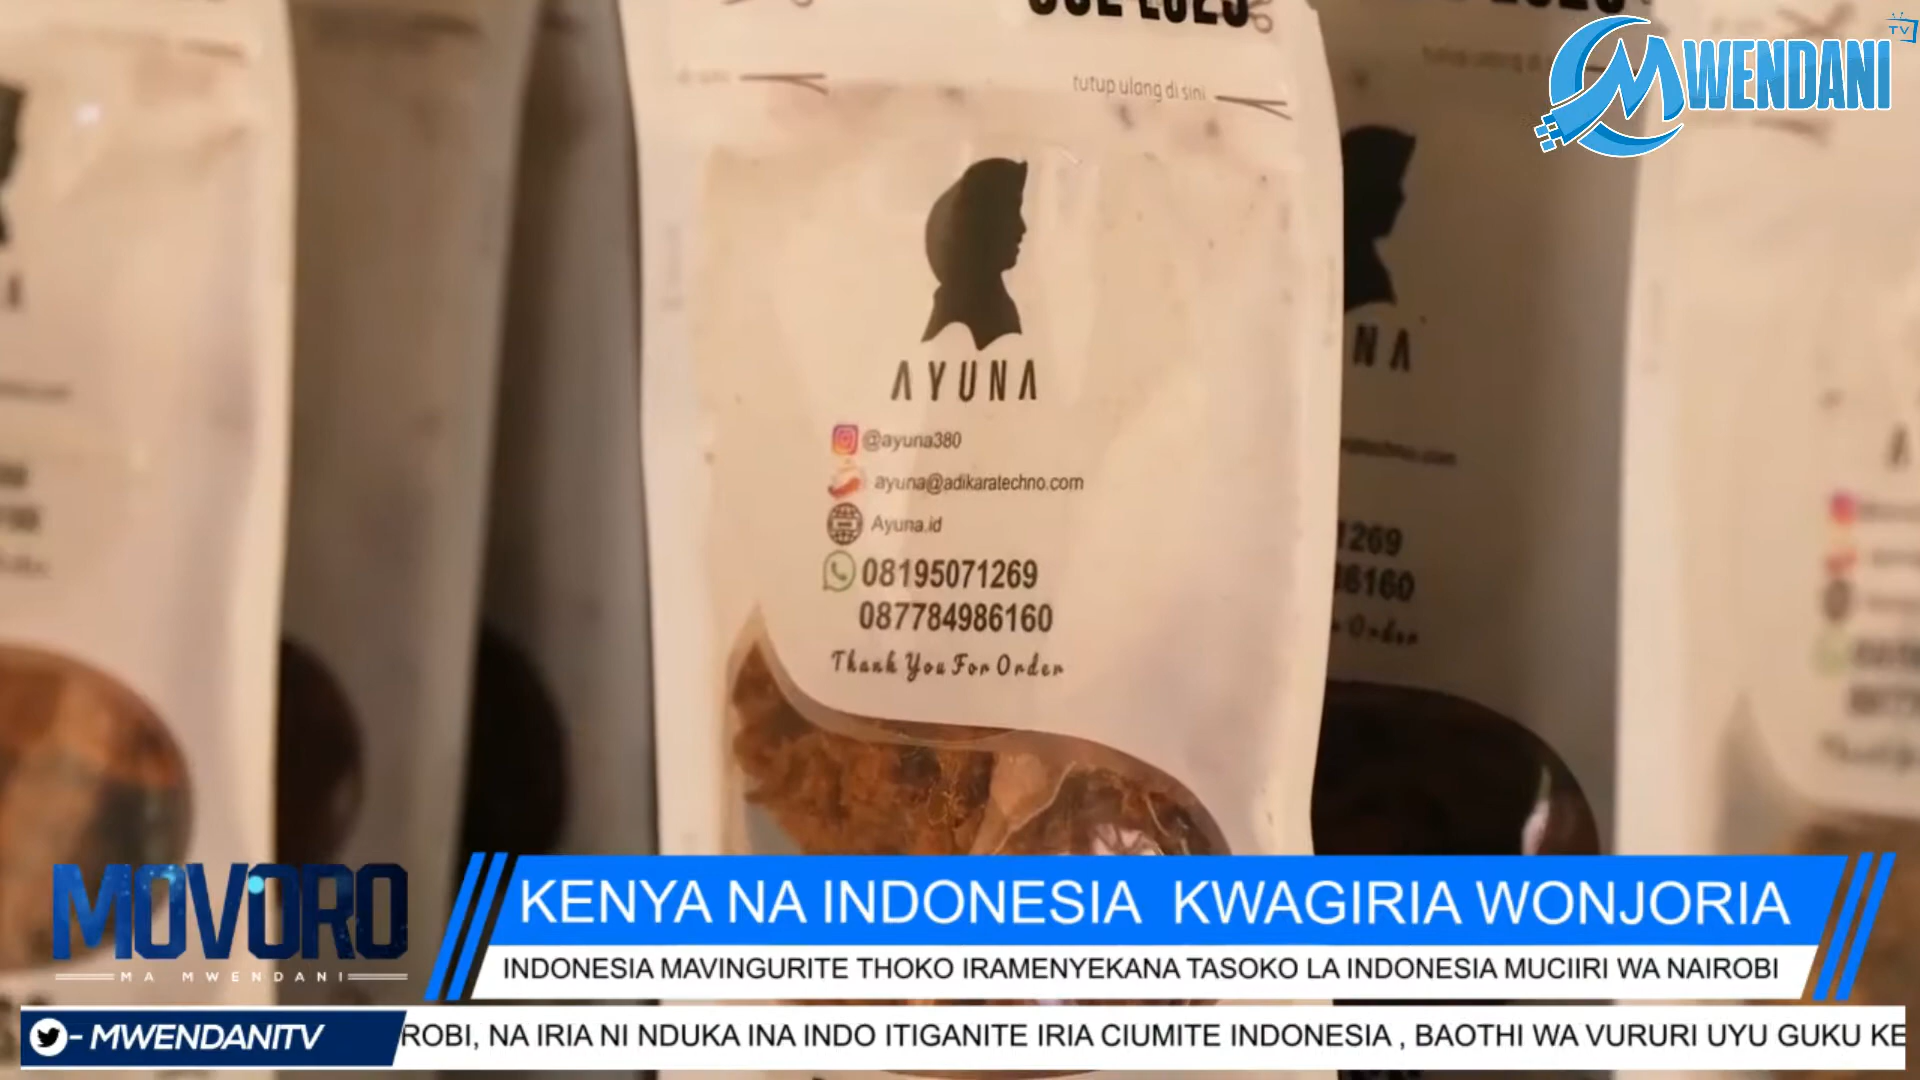 MWENDANI TV
tutup ulang di sini
AYUNA
@ayuna380
ayuna@adikaratechno.com
Ayuna.id
08195071269
087784986160
Thank You For Order
MOVORO
MA MWENDANI
KENYA NA INDONESIA KWAGIRIA WONJORIA
INDONESIA MAVINGURITE THOKO IRAMENYEKANA TASOKO LA INDONESIA MUCIIRI WA NAIROBI
- MWENDANITV
ROBI, NA IRIA NI NDUKA INA INDO ITIGANITE IRIA CIUMITE INDONESIA , BAOTHI WA VURURI UYU GUKU KE